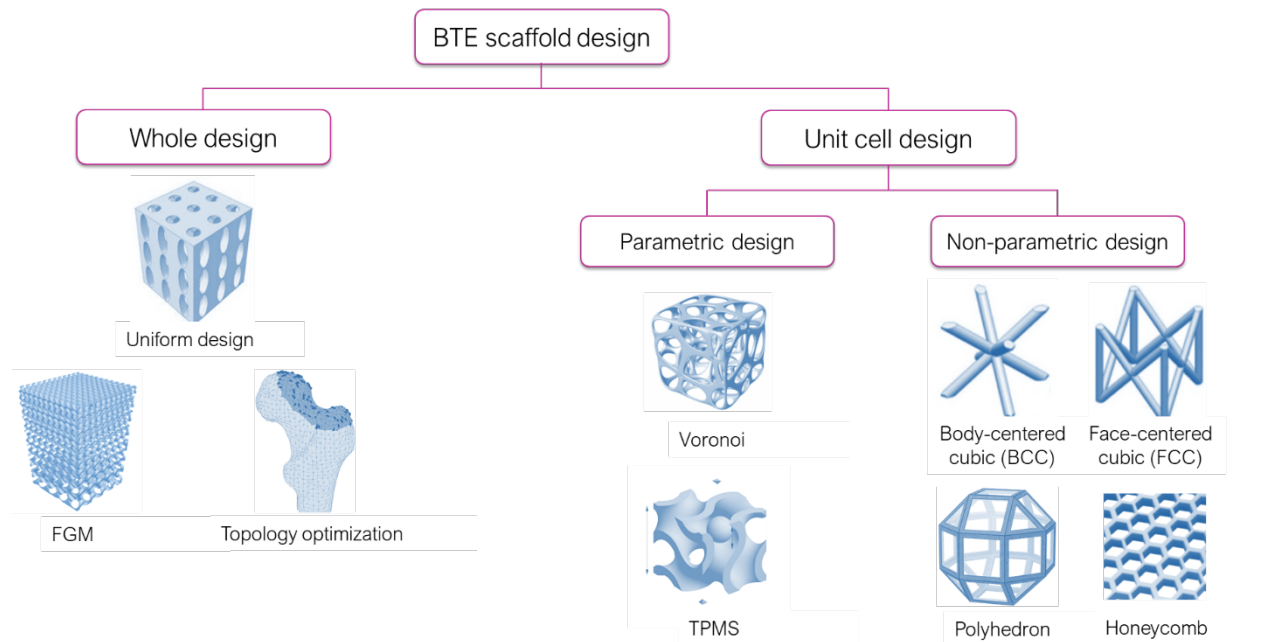 BTE scaffold design
Whole design
Unit cell design
Parametric design
Non-parametric design
Uniform design
FGM
Topology optimization
Voronoi
TPMS
Body-centered
cubic (BCC)
Face-centered
cubic (FCC)
Polyhedron
Honeycomb